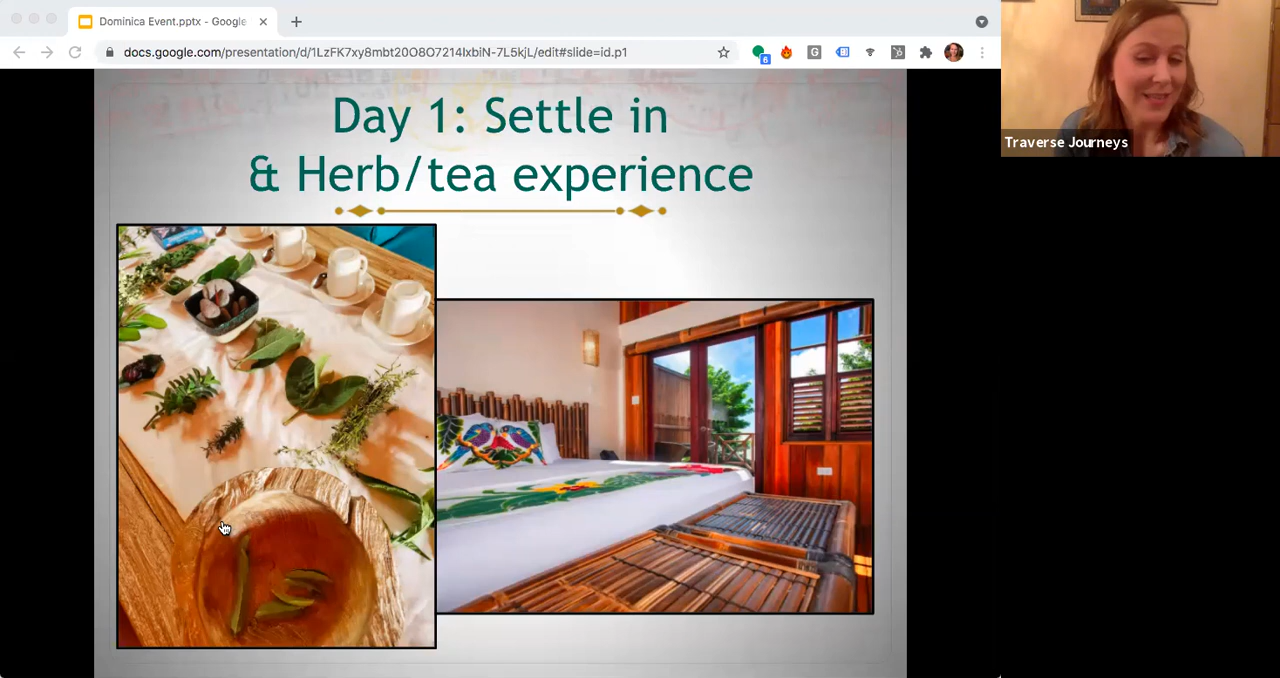 Dominica Event.pptx - Google
docs.google.com/presentation/d/1LzFK7xy8mbt20O8O7214IxbiN-7L5kjL/edit#slide=id.p1
6
G
Traverse Journeys
Day 1: Settle in
& Herb/tea experience